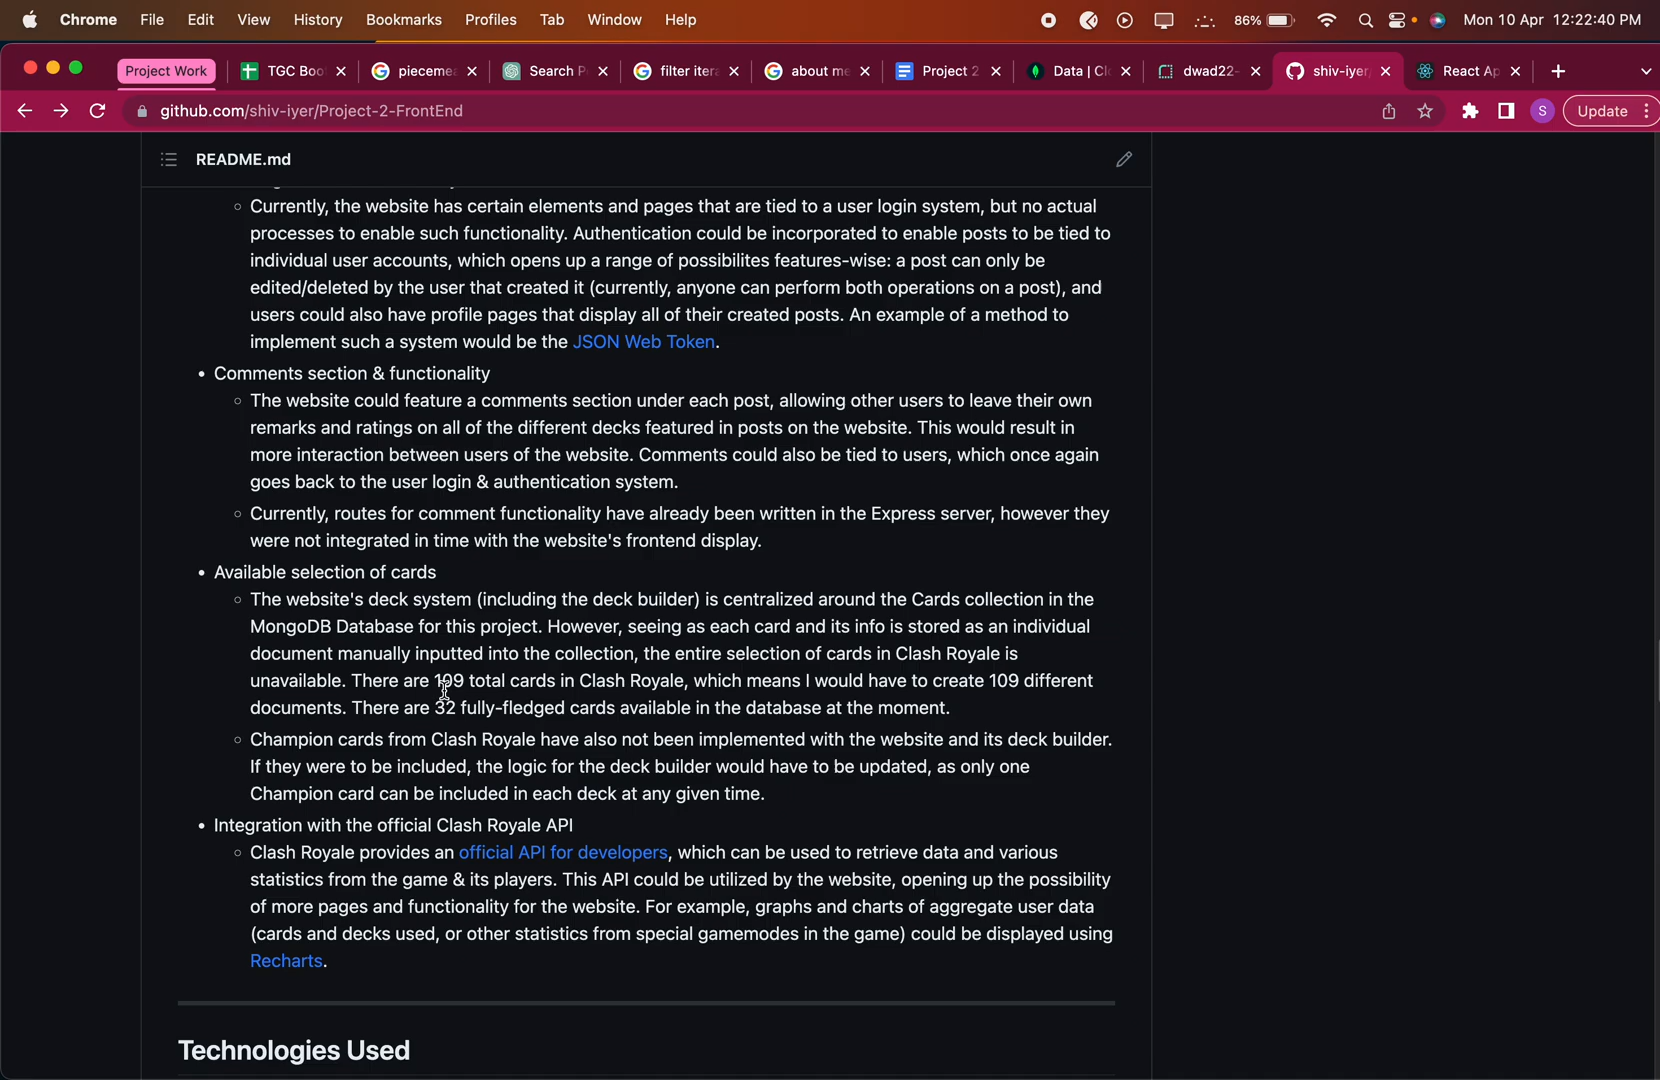 Chrome File Edit View History Bookmarks Profiles Tab Window Help 86% Mon 10 Apr 12:22:40 PM
Project Work TGC Boo piecemea Search P filter itera about me Project 2 Data | Cl dwad22- shiv-iyer React Ap
github.com/shiv-iyer/Project-2-FrontEnd S Update
README.md
Currently, the website has certain elements and pages that are tied to a user login system, but no actual
processes to enable such functionality. Authentication could be incorporated to enable posts to be tied to
individual user accounts, which opens up a range of possibilites features-wise: a post can only be
edited/deleted by the user that created it (currently, anyone can perform both operations on a post), and
users could also have profile pages that display all of their created posts. An example of a method to
implement such a system would be the JSON Web Token.
• Comments section & functionality
The website could feature a comments section under each post, allowing other users to leave their own
remarks and ratings on all of the different decks featured in posts on the website. This would result in
more interaction between users of the website. Comments could also be tied to users, which once again
goes back to the user login & authentication system.
Currently, routes for comment functionality have already been written in the Express server, however they
were not integrated in time with the website's frontend display.
• Available selection of cards
The website's deck system (including the deck builder) is centralized around the Cards collection in the
MongoDB Database for this project. However, seeing as each card and its info is stored as an individual
document manually inputted into the collection, the entire selection of cards in Clash Royale is
unavailable. There are 109 total cards in Clash Royale, which means I would have to create 109 different
documents. There are 32 fully-fledged cards available in the database at the moment.
Champion cards from Clash Royale have also not been implemented with the website and its deck builder.
If they were to be included, the logic for the deck builder would have to be updated, as only one
Champion card can be included in each deck at any given time.
• Integration with the official Clash Royale API
Clash Royale provides an official API for developers, which can be used to retrieve data and various
statistics from the game & its players. This API could be utilized by the website, opening up the possibility
of more pages and functionality for the website. For example, graphs and charts of aggregate user data
(cards and decks used, or other statistics from special gamemodes in the game) could be displayed using
Recharts.
Technologies Used